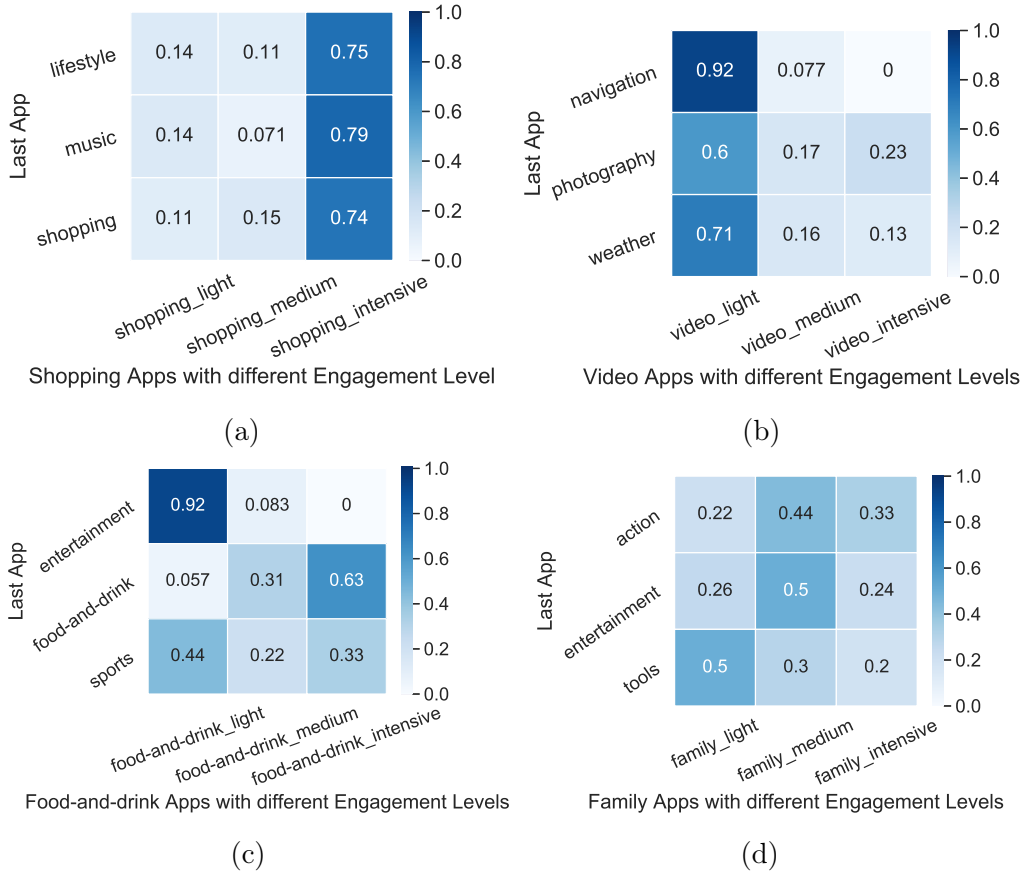 lifestyle 0.14 0.11 0.75
music 0.14 0.071 0.79
shopping 0.11 0.15 0.74
Last App
1.0
0.8
0.6
0.4
0.2
0.0
shopping_light shopping_medium shopping_intensive
Shopping Apps with different Engagement Level
(a)
navigation 0.92 0.077 0
photography 0.6 0.17 0.23
weather 0.71 0.16 0.13
Last App
1.0
0.8
0.6
0.4
0.2
0.0
video_light video_medium video_intensive
Video Apps with different Engagement Levels
(b)
entertainment 0.92 0.083 0
food-and-drink 0.057 0.31 0.63
sports 0.44 0.22 0.33
Last App
1.0
0.8
0.6
0.4
0.2
0.0
food-and-drink_light food-and-drink_medium food-and-drink_intensive
Food-and-drink Apps with different Engagement Levels
(c)
action 0.22 0.44 0.33
entertainment 0.26 0.5 0.24
tools 0.5 0.3 0.2
Last App
1.0
0.8
0.6
0.4
0.2
0.0
family_light family_medium family_intensive
Family Apps with different Engagement Levels
(d)